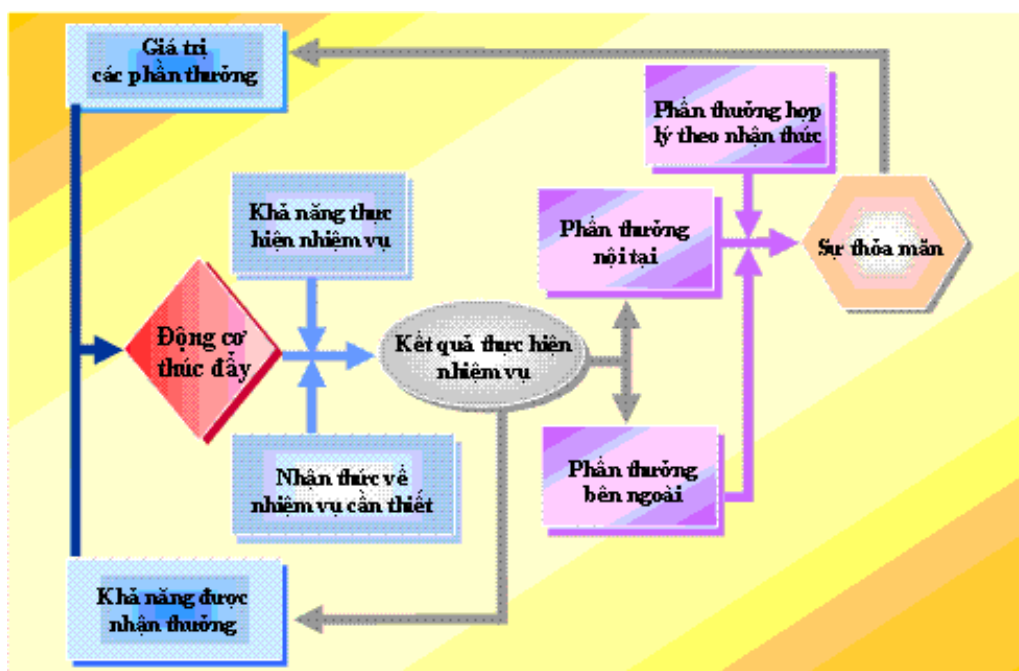 Giá trị
các phần thưởng
Phần thưởng hợp
lý theo nhận thức
Khả năng thực
hiện nhiệm vụ
Phần thưởng
nội tại
Sự thỏa mãn
Động cơ
thúc đẩy
Kết quả thực hiện
nhiệm vụ
Nhận thức về
nhiệm vụ cần thiết
Phần thưởng
bên ngoài
Khả năng được
nhận thưởng